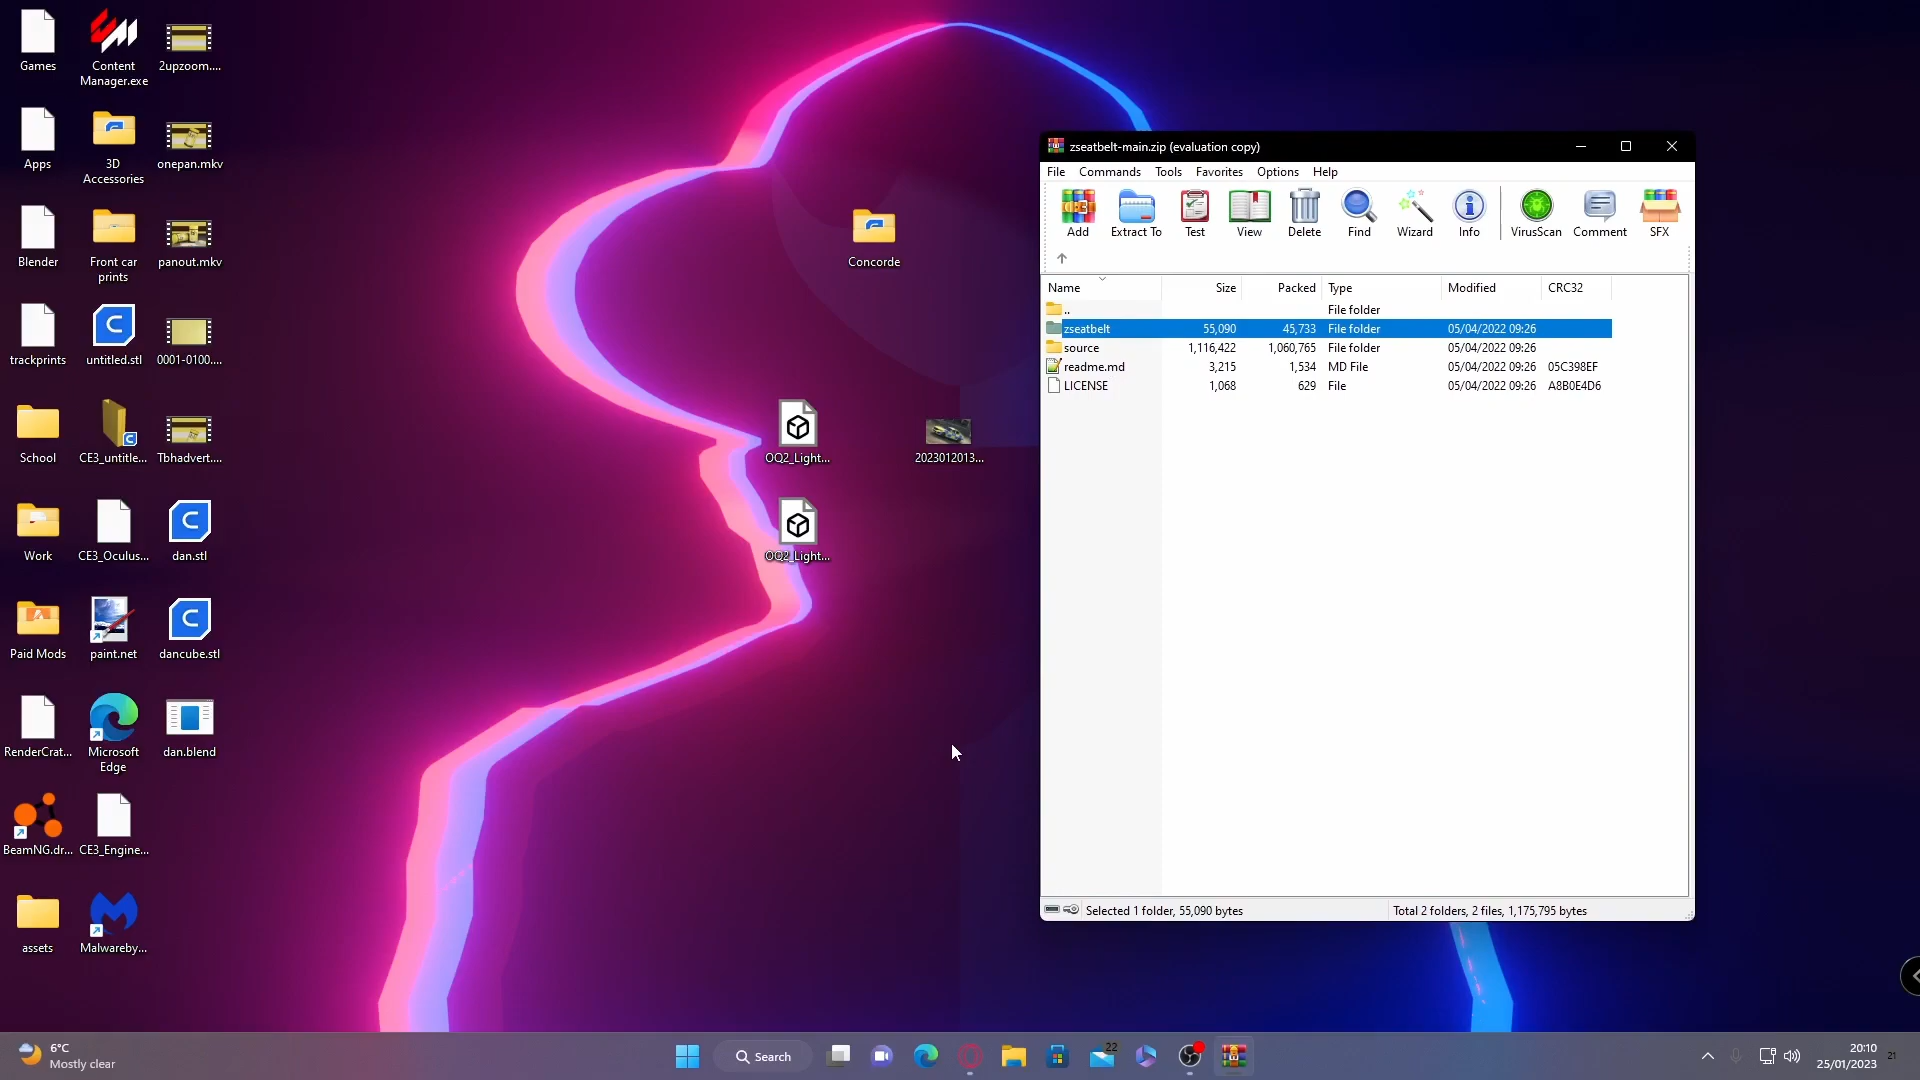 Games
Content
Manager.exe
2upzoom....
Apps
3D
Accessories
onepan.mkv
Blender
Front car
prints
panout.mkv
trackprints
untitled.stl
0001-0100....
School
CE3_untitle...
Tbhadvert....
Work
CE3_Oculus...
dan.stl
Paid Mods
paint.net
dancube.stl
RenderCrat...
Microsoft
Edge
dan.blend
BeamNG.dr...
CE3_Engine...
assets
Malwareby...
Concorde
OQ2_Light...
2023012013...
OQ2_Light...
zseatbelt-main.zip (evaluation copy)
File Commands Tools Favorites Options Help
Add Extract To Test View Delete Find Wizard Info VirusScan Comment SFX
Name Size Packed Type Modified CRC32
.. File folder
zseatbelt 55,090 45,733 File folder 05/04/2022 09:26
source 1,116,422 1,060,765 File folder 05/04/2022 09:26
readme.md 3,215 1,534 MD File 05/04/2022 09:26 05C398EF
LICENSE 1,068 629 File 05/04/2022 09:26 A8B0E4D6
Selected 1 folder, 55,090 bytes Total 2 folders, 2 files, 1,175,795 bytes
6°C
Mostly clear
Search
22
20:10
25/01/2023
21